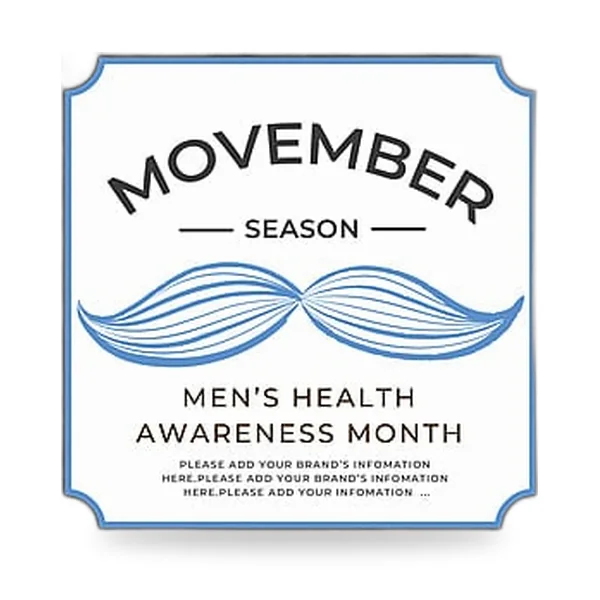 MOVEMBER
SEASON
MEN'S HEALTH
AWARENESS MONTH
PLEASE ADD YOUR BRAND'S INFOMATION
HERE.PLEASE ADD YOUR BRAND'S INFOMATION
HERE.PLEASE ADD YOUR INFOMATION ...